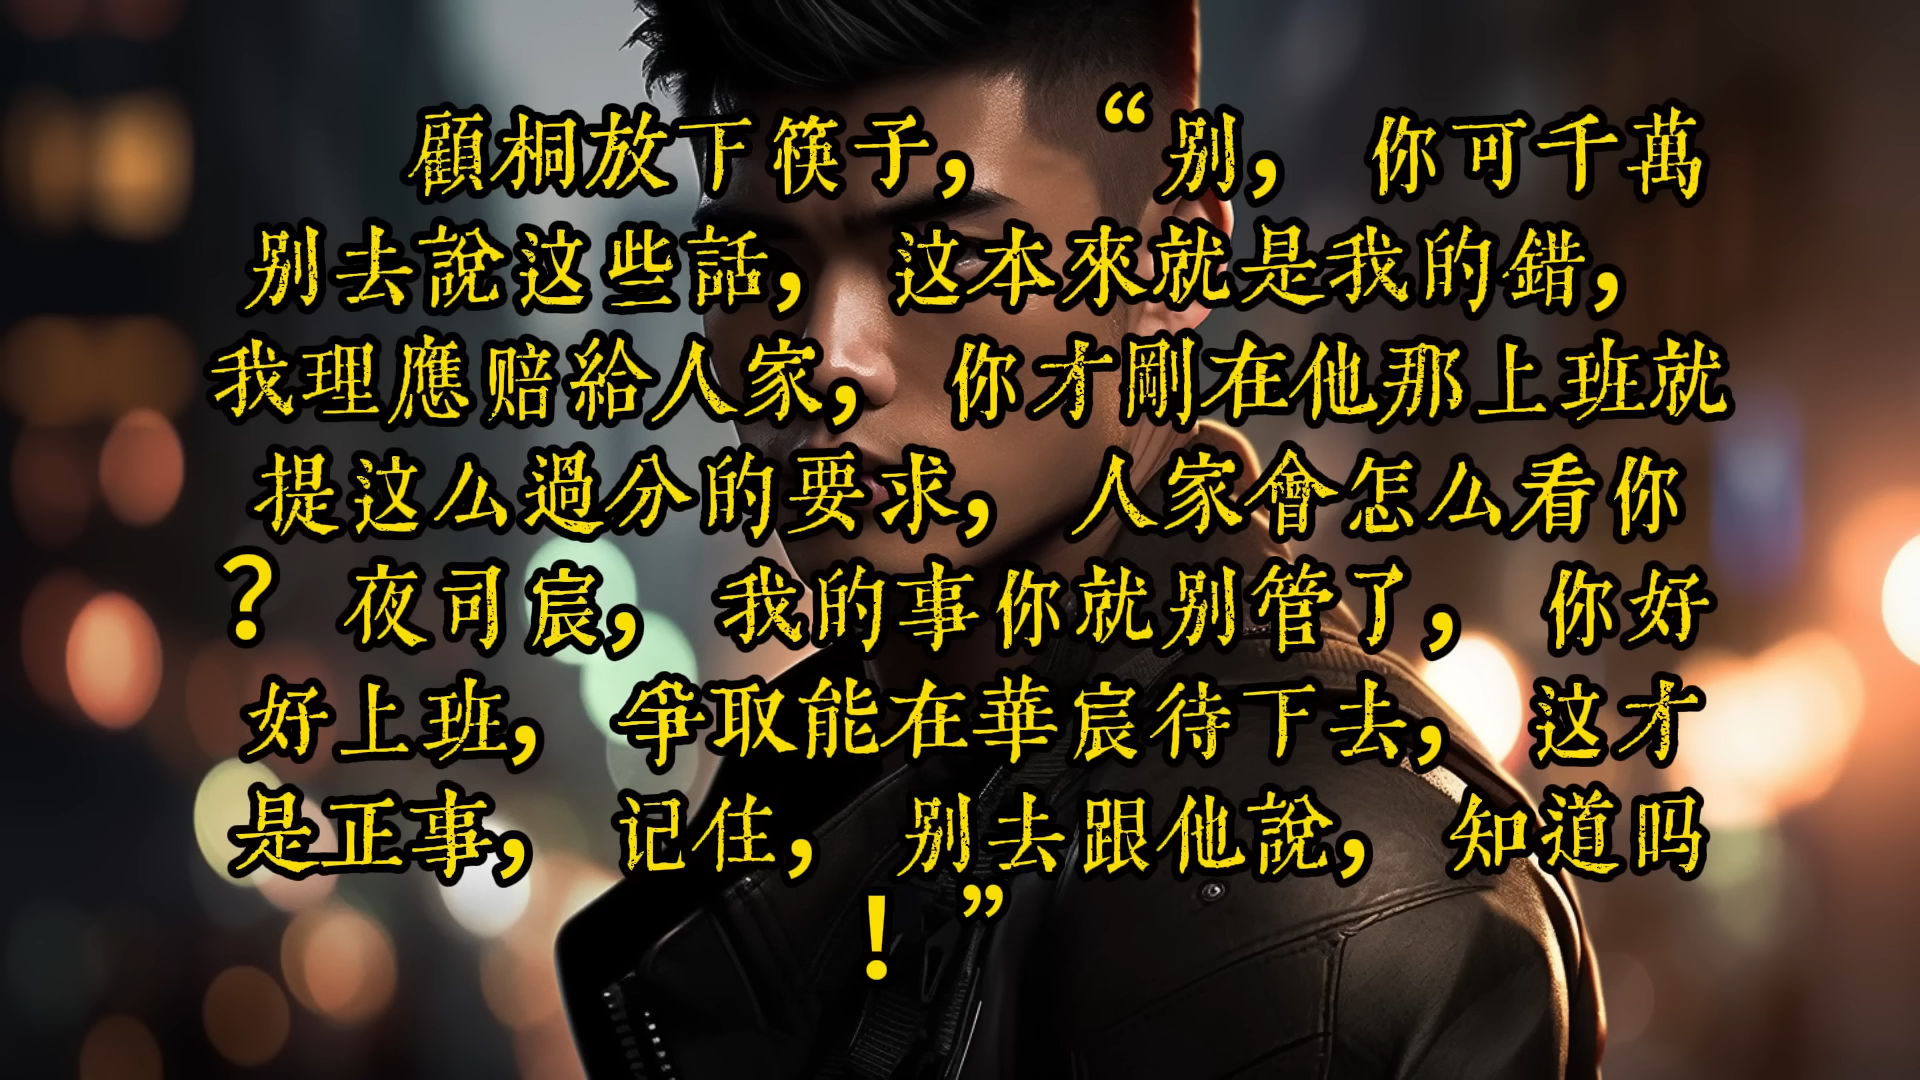 顧桐放下筷子，“别，你可千萬
别去說这些話，这本來就是我的錯，
我理應赔給人家，你才剛在他那上班就
提这么過分的要求，人家會怎么看你
？夜司宸，我的事你就别管了，你好
好上班，爭取能在華宸待下去，这才
是正事，记住，别去跟他說，知道吗
！”